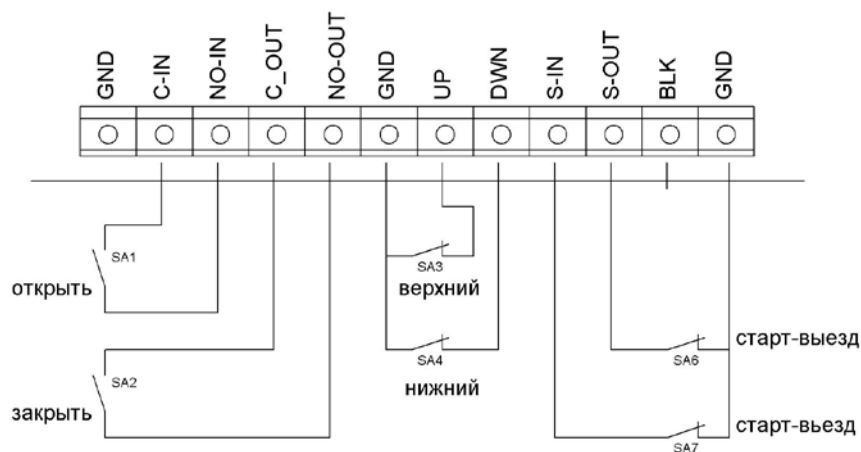 GND C-IN NO-IN C_OUT NO-OUT GND UP DWN S-IN S-OUT BLK GND
SA1
открыть
SA3
верхний
SA2
закрыть
SA4
нижний
SA6
старт-выезд
SA7
старт-вьезд